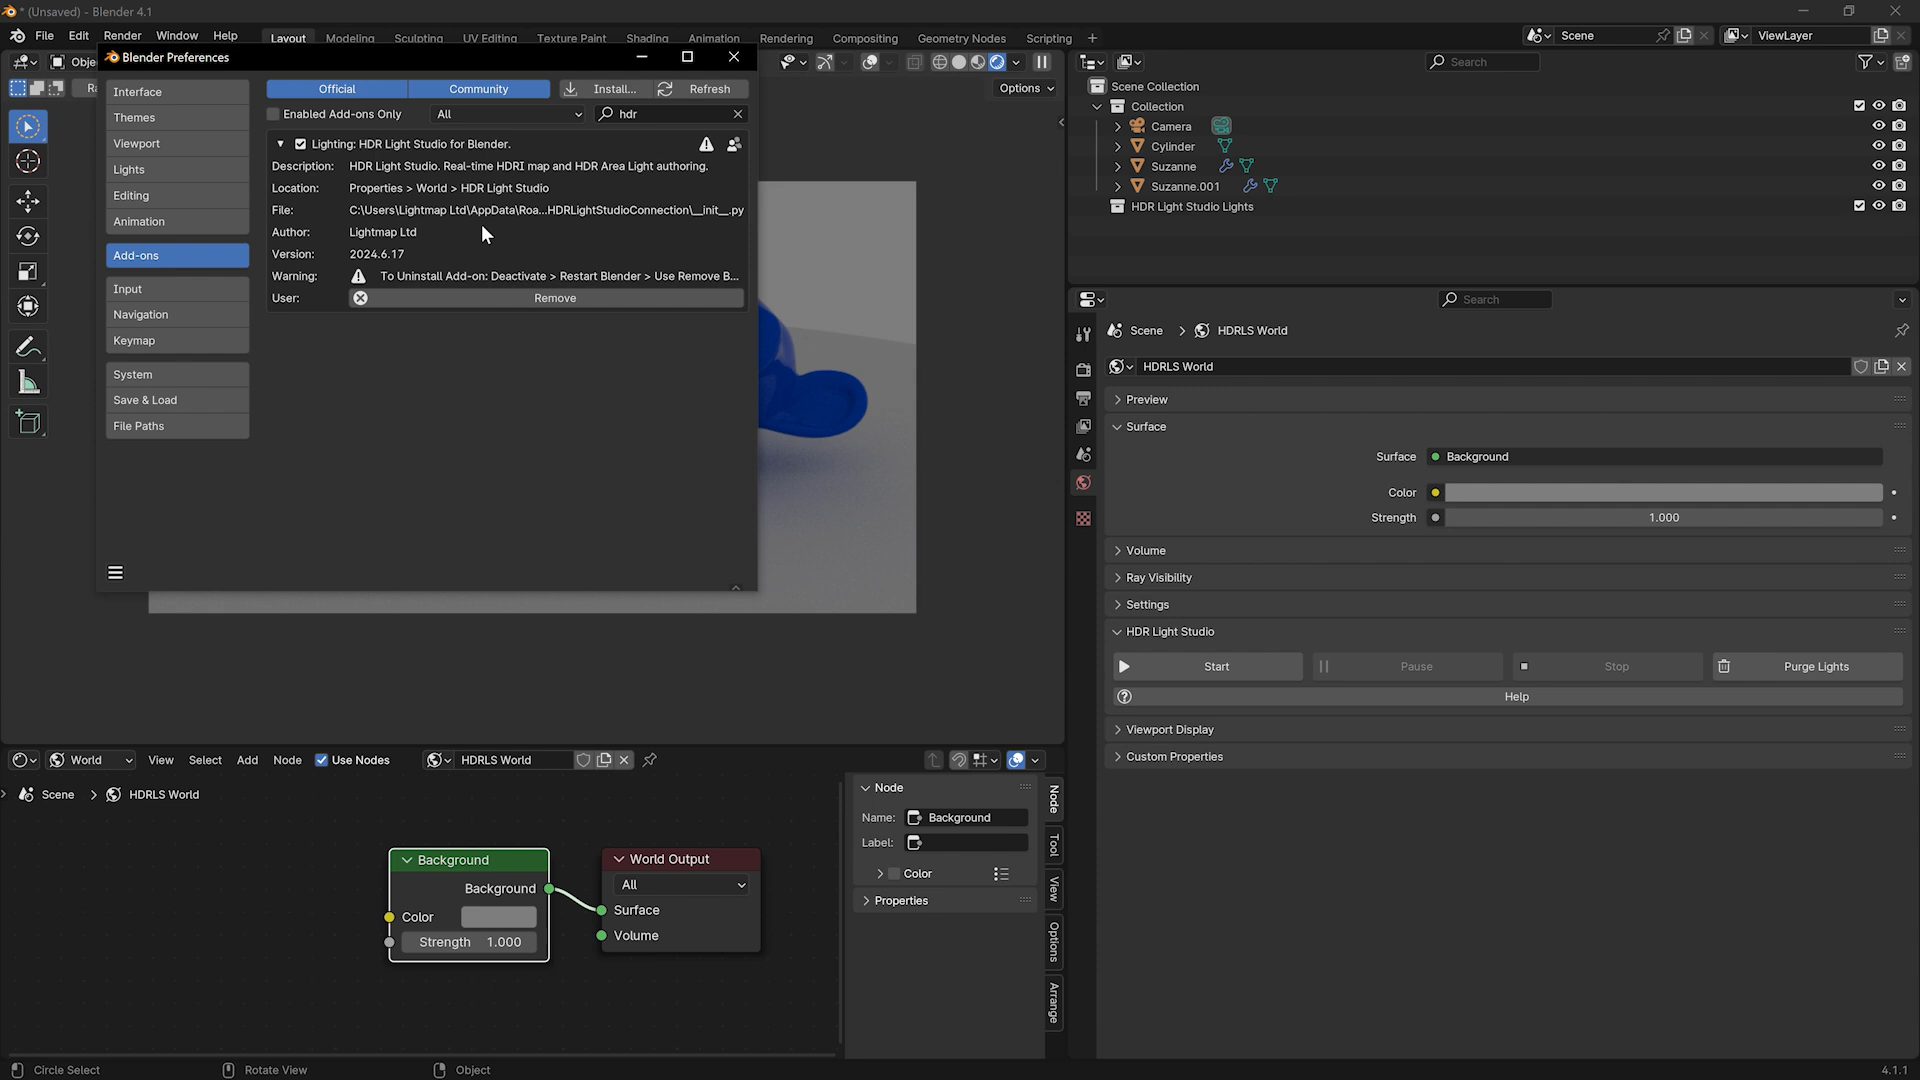 * (Unsaved) - Blender 4.1
File Edit Render Window Help
Layout Modeling Sculpting UV Editing Texture Paint Shading Animation Rendering Compositing Geometry Nodes Scripting +
Scene
ViewLayer
Blender Preferences
Options
Interface
Themes
Viewport
Lights
Editing
Animation
Add-ons
Input
Navigation
Keymap
System
Save & Load
File Paths
Official Community Install... Refresh
Enabled Add-ons Only All hdr
Lighting: HDR Light Studio for Blender.
Description: HDR Light Studio. Real-time HDRI map and HDR Area Light authoring.
Location: Properties > World > HDR Light Studio
File: C:\Users\Lightmap Ltd\AppData\Roa...HDRLightStudioConnection\__init__.py
Author: Lightmap Ltd
Version: 2024.6.17
Warning: To Uninstall Add-on: Deactivate > Restart Blender > Use Remove B...
User: Remove
Search
Scene Collection
Collection
Camera
Cylinder
Suzanne
Suzanne.001
HDR Light Studio Lights
Search
Scene > HDRLS World
HDRLS World
Preview
Surface
Surface Background
Color
Strength 1.000
Volume
Ray Visibility
Settings
HDR Light Studio
Start Pause Stop Purge Lights
Help
Viewport Display
Custom Properties
World View Select Add Node Use Nodes HDRLS World
Scene > HDRLS World
Background
Background
Color
Strength 1.000
World Output
All
Surface
Volume
Node
Name: Background
Label:
Color
Properties
Node
Tool
View
Options
Arrange
Circle Select Rotate View Object 4.1.1